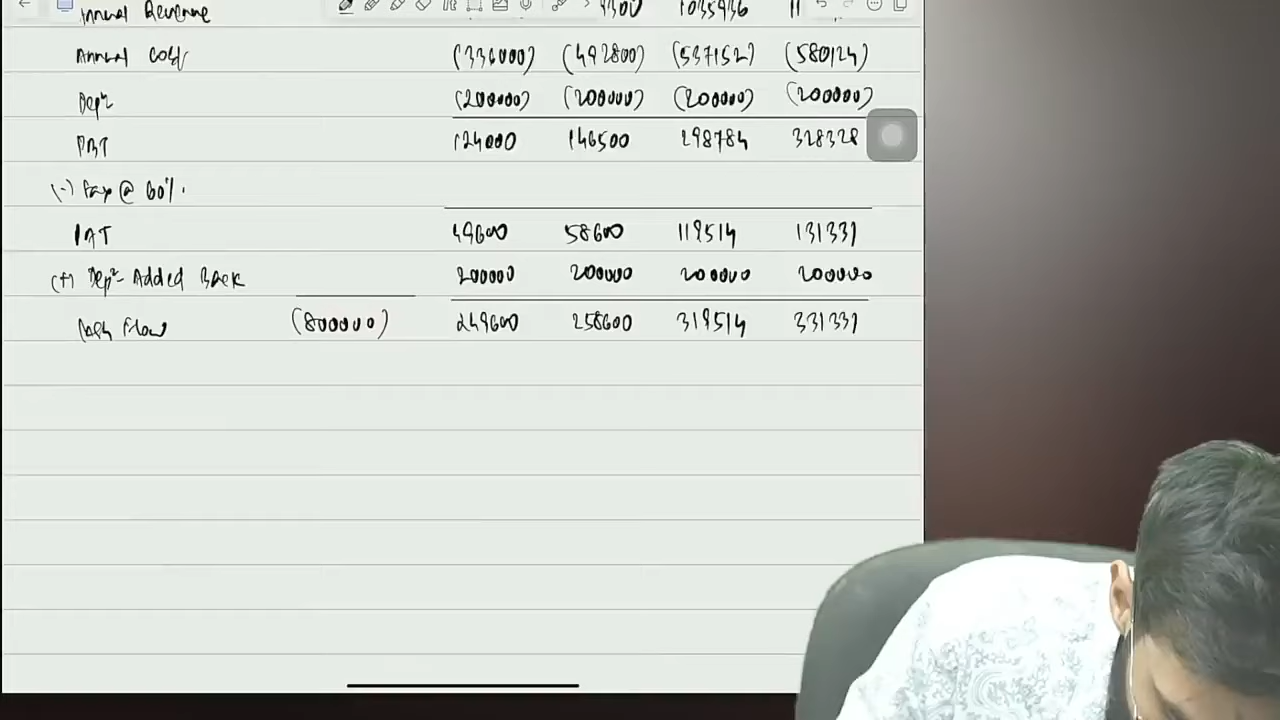 Annual Revenue 1035936
Annual Cost (336000) (492800) (537152) (580124)
Depn (200000) (200000) (200000) (200000)
PBT 124000 146500 298784 328328
(-) Tax @ 60%.
PAT 49600 58600 119514 131331
(+) Depn Added Back 200000 200000 200000 200000
Cash Flow (800000) 249600 258600 319514 331331